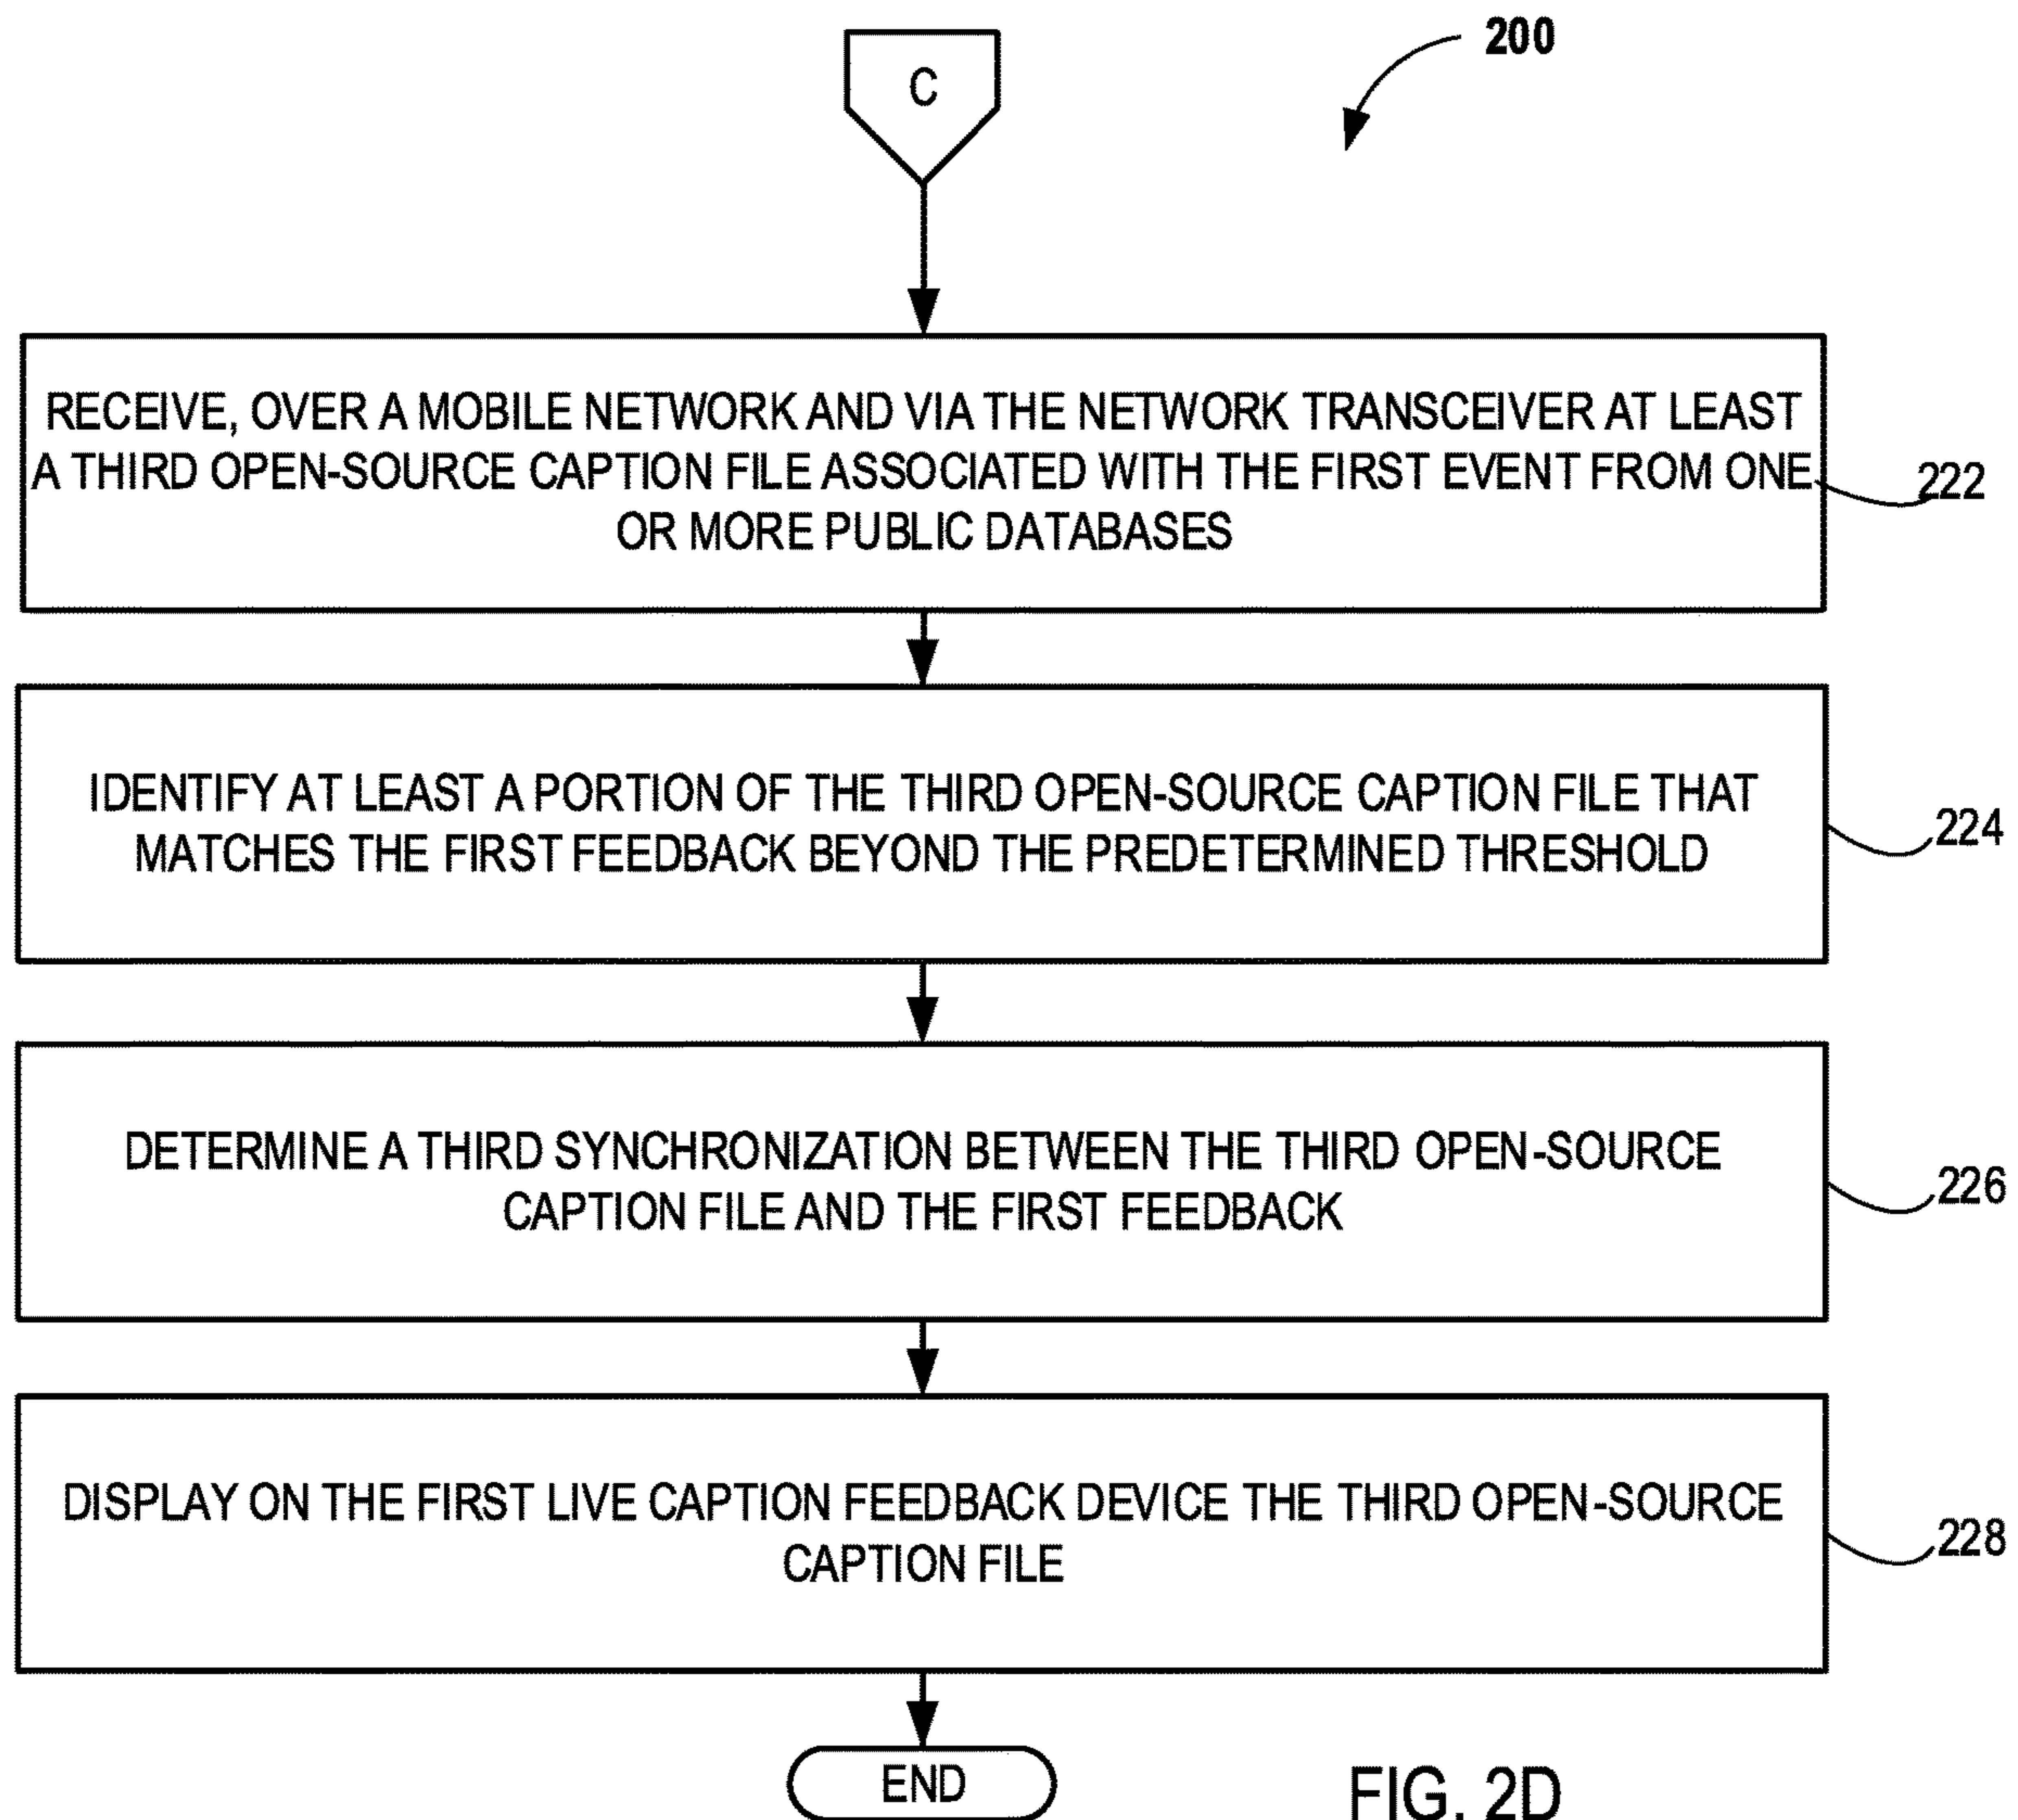 200
C
RECEIVE, OVER A MOBILE NETWORK AND VIA THE NETWORK TRANSCEIVER AT LEAST
A THIRD OPEN-SOURCE CAPTION FILE ASSOCIATED WITH THE FIRST EVENT FROM ONE
OR MORE PUBLIC DATABASES
222
IDENTIFY AT LEAST A PORTION OF THE THIRD OPEN-SOURCE CAPTION FILE THAT
MATCHES THE FIRST FEEDBACK BEYOND THE PREDETERMINED THRESHOLD
224
DETERMINE A THIRD SYNCHRONIZATION BETWEEN THE THIRD OPEN-SOURCE
CAPTION FILE AND THE FIRST FEEDBACK
226
DISPLAY ON THE FIRST LIVE CAPTION FEEDBACK DEVICE THE THIRD OPEN-SOURCE
CAPTION FILE
228
END
FIG. 2D